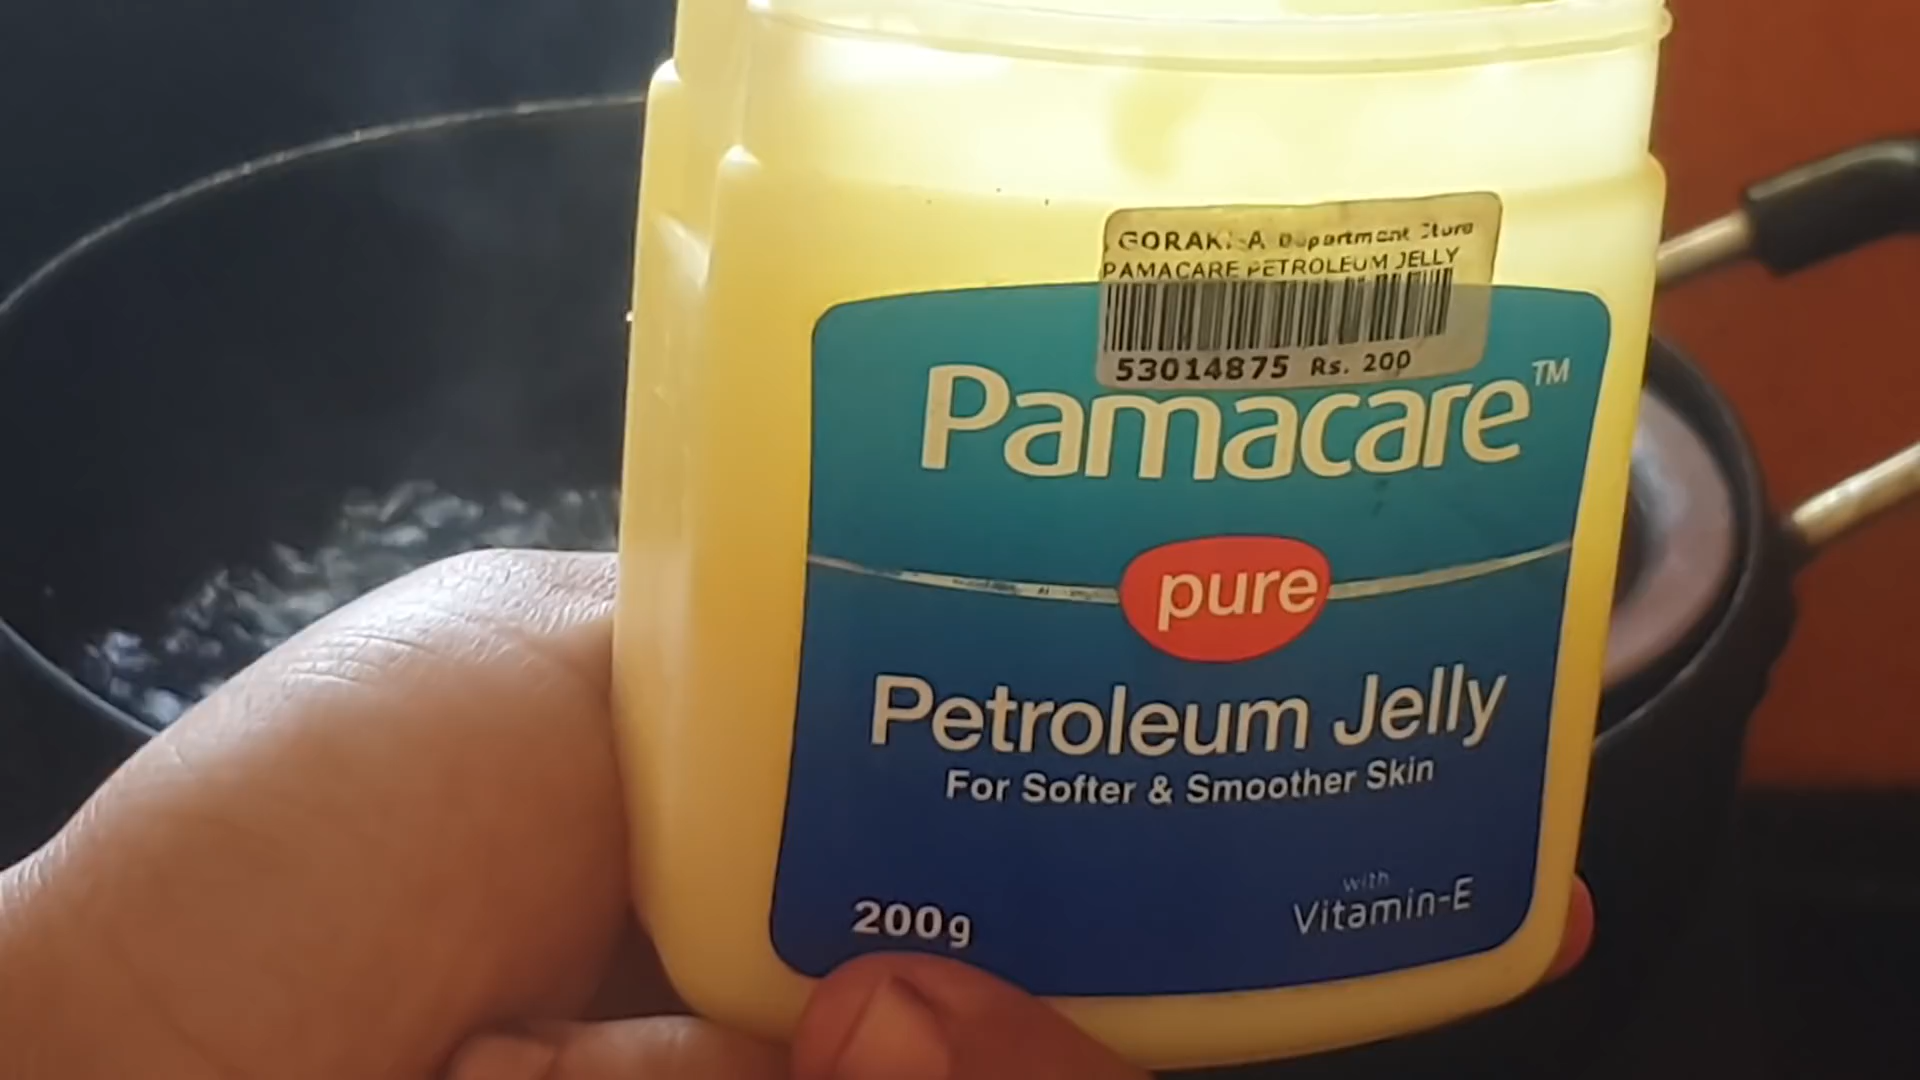 Department Store
PAMACARE PETROLEUM JELLY
53014875 Rs. 200
Pamacare™
pure
Petroleum Jelly
For Softer & Smoother Skin
200g
with
Vitamin-E